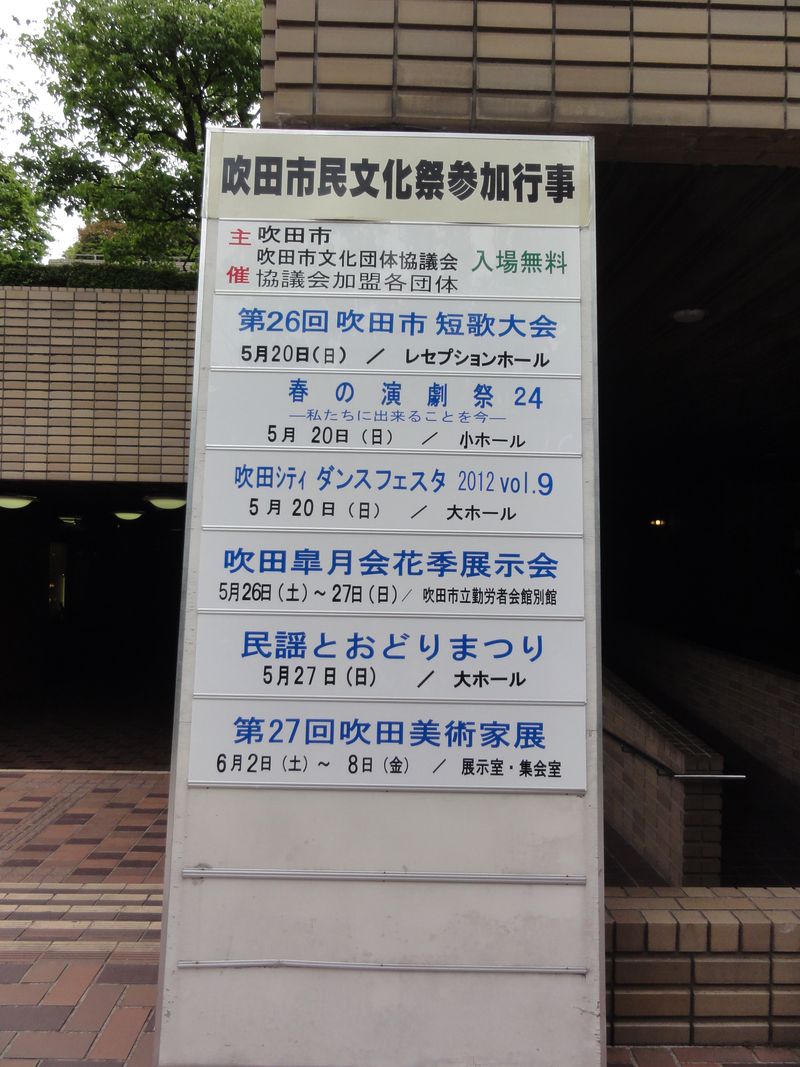 吹田市民文化祭参加行事
主催 吹田市
吹田市文化団体協議会
協議会加盟各団体
入場無料
第26回 吹田市 短歌大会
5月20日(日) / レセプションホール
春の演劇祭 24
―私たちに出来ることを今―
5月 20日(日) / 小ホール
吹田シティ ダンスフェスタ 2012 vol.9
5月20日(日) / 大ホール
吹田皐月会花季展示会
5月26日(土)~27日(日)/ 吹田市立勤労者会館別館
民謡とおどりまつり
5月27日(日) / 大ホール
第27回吹田美術家展
6月2日(土)~ 8日(金) / 展示室・集会室